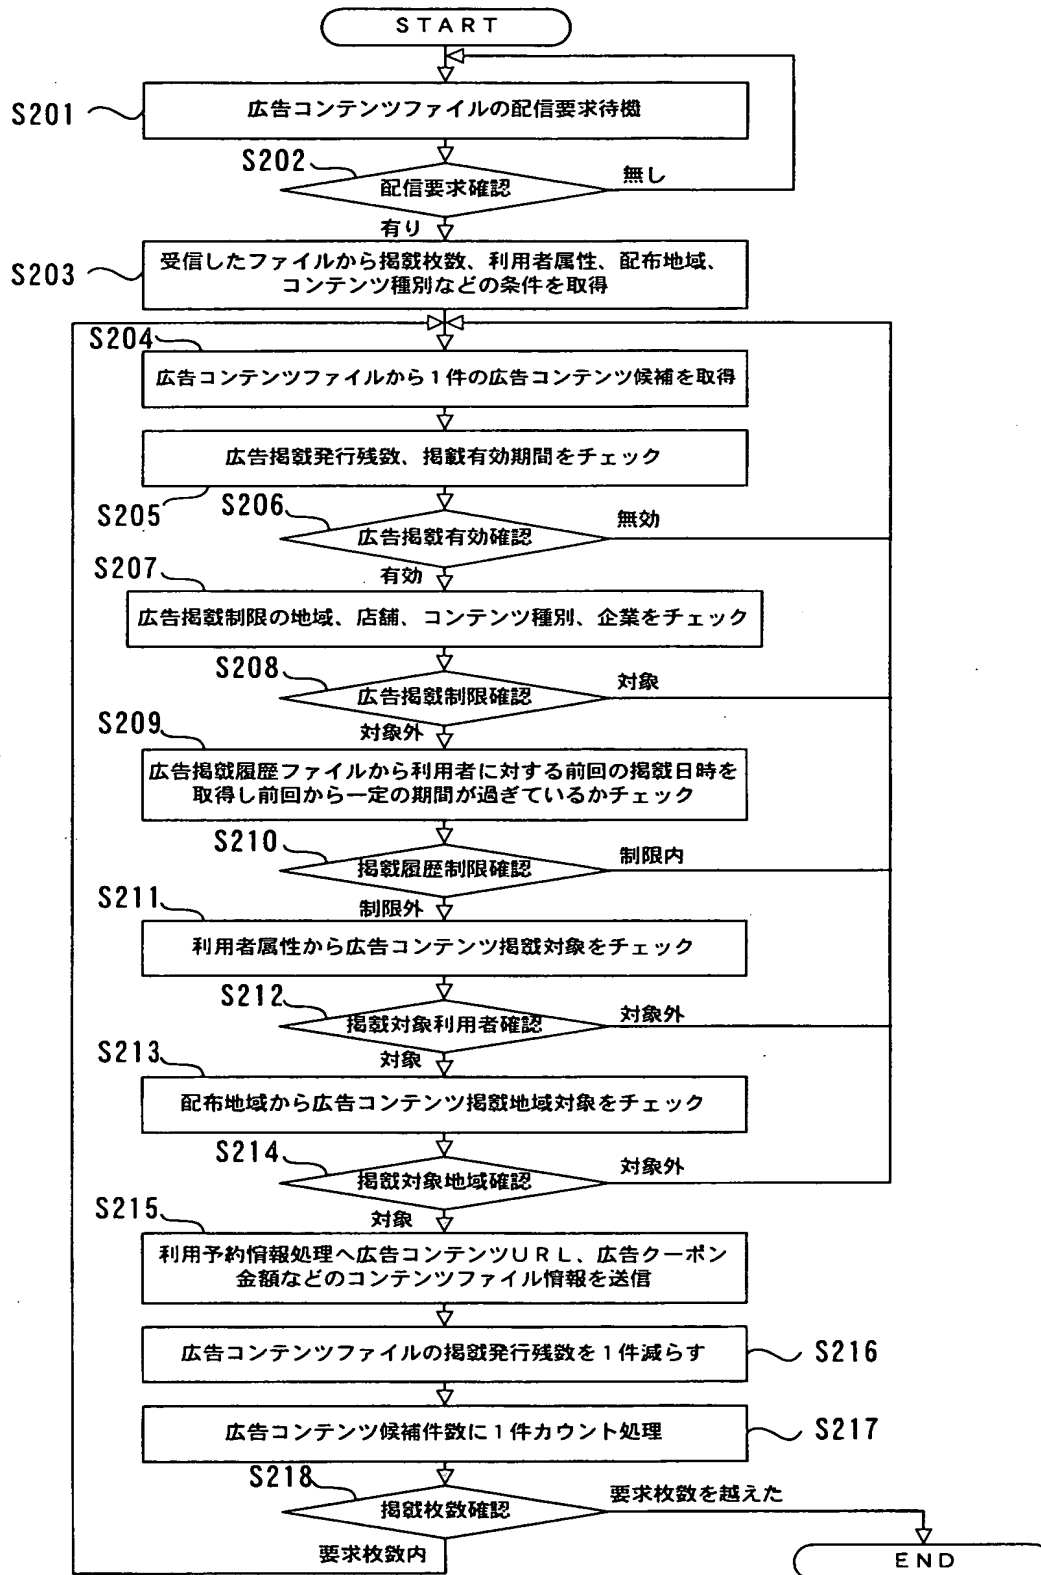 START
S201
広告コンテンツファイルの配信要求待機
S202
配信要求確認
無し
有り
S203
受信したファイルから掲載枚数、利用者属性、配布地域、
コンテンツ種別などの条件を取得
S204
広告コンテンツファイルから1件の広告コンテンツ候補を取得
広告掲載発行残数、掲載有効期間をチェック
S205
S206
広告掲載有効確認
無効
有効
S207
広告掲載制限の地域、店舗、コンテンツ種別、企業をチェック
S208
広告掲載制限確認
対象
対象外
S209
広告掲載履歴ファイルから利用者に対する前回の掲載日時を
取得し前回から一定の期間が過ぎているかチェック
S210
掲載履歴制限確認
制限内
制限外
S211
利用者属性から広告コンテンツ掲載対象をチェック
S212
掲載対象利用者確認
対象外
対象
S213
配布地域から広告コンテンツ掲載地域対象をチェック
S214
掲載対象地域確認
対象外
対象
S215
利用予約情報処理へ広告コンテンツURL、広告クーポン
金額などのコンテンツファイル情報を送信
広告コンテンツファイルの掲載発行残数を1件減らす
S216
広告コンテンツ候補件数に1件カウント処理
S217
S218
掲載枚数確認
要求枚数を越えた
要求枚数内
END